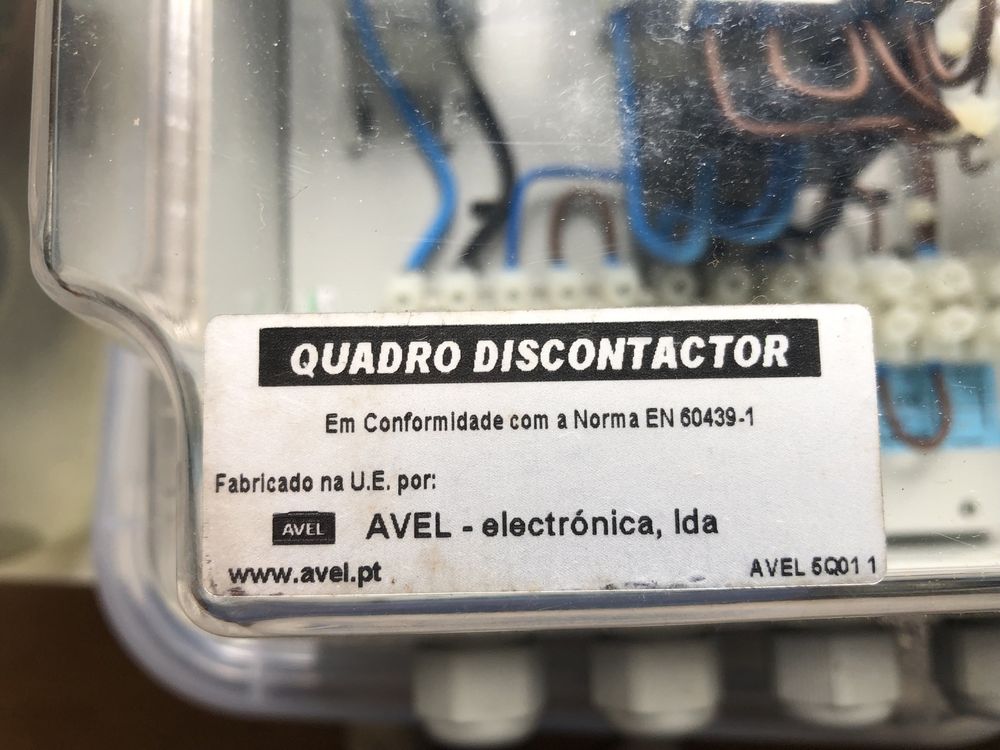 QUADRO DISCONTACTOR
Em Conformidade com a Norma EN 60439-1
Fabricado na U.E. por:
AVEL AVEL - electrónica, lda
www.avel.pt AVEL 5Q01 1